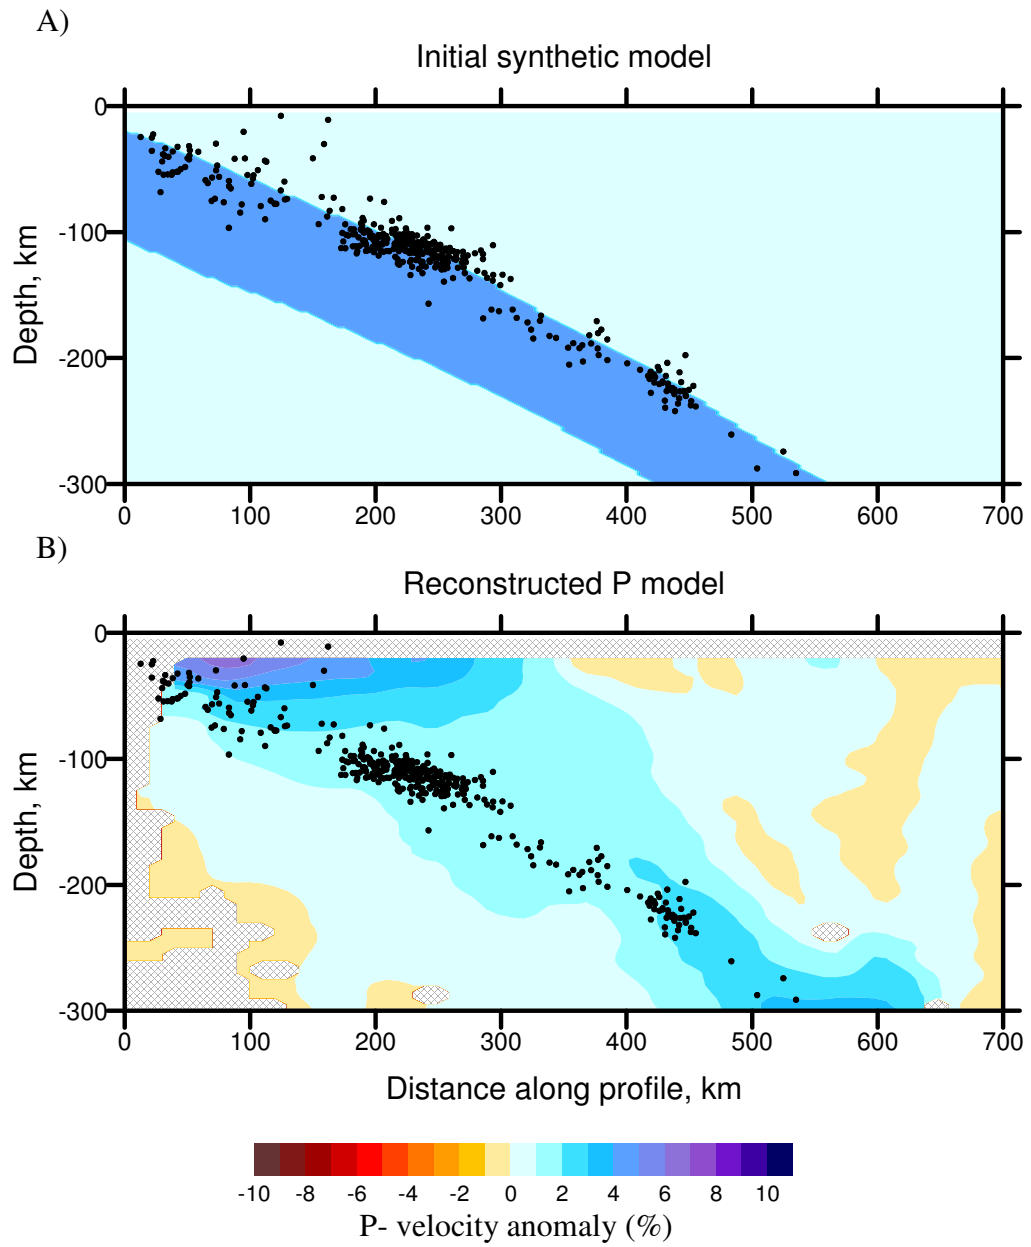 A)
Initial synthetic model
0
-100
-200
-300
Depth, km
0 100 200 300 400 500 600 700
B)
Reconstructed P model
0
-100
-200
-300
Depth, km
0 100 200 300 400 500 600 700
Distance along profile, km
-10 -8 -6 -4 -2 0 2 4 6 8 10
P- velocity anomaly (%)